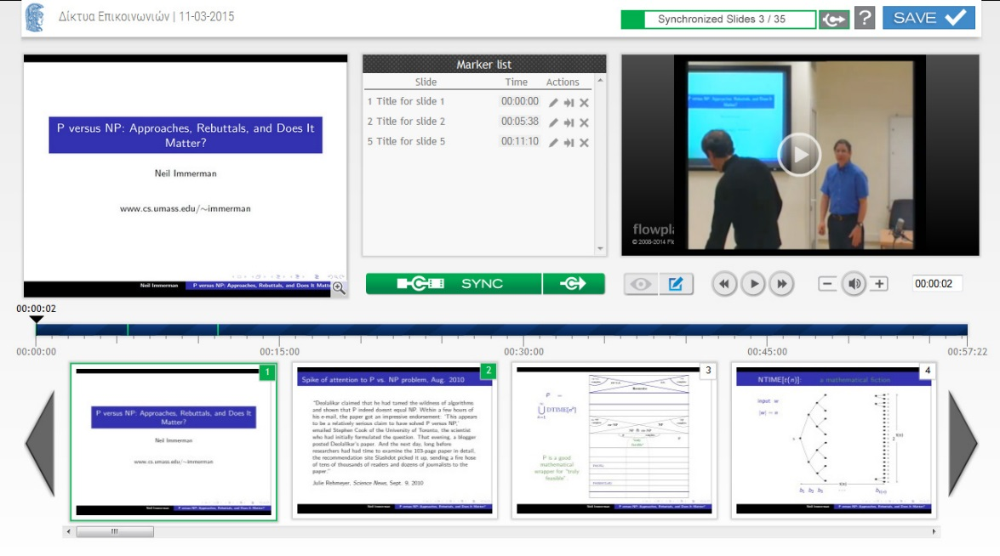 Δίκτυα Επικοινωνιών | 11-03-2015
Synchronized Slides 3 / 35
?
SAVE
P versus NP: Approaches, Rebuttals, and Does It
Matter?
Neil Immerman
www.cs.umass.edu/~immerman
Neil Immerman
P versus NP: Approaches, Rebuttals, and Does It Matte
Marker list
Slide Time Actions
1 Title for slide 1 00:00:00
2 Title for slide 2 00:05:38
5 Title for slide 5 00:11:10
P versus NP: Approaches, Rebuttals, and Does It
Matter?
flowpla
© 2008-2014 Fl
SYNC
00:00:02
00:00:02
00:00:00 00:15:00 00:30:00 00:45:00 00:57:22
1
P versus NP: Approaches, Rebuttals, and Does It
Matter?
Neil Immerman
www.cs.umass.edu/~immerman
Neil Immerman P versus NP: Approaches, Rebuttals, and Does It Matter?
2
Spike of attention to P vs. NP problem, Aug. 2010
"Deolalikar claimed that he had tamed the wildness of algorithms
and shown that P indeed doesnt equal NP. Within a few hours of
his e-mail, the paper got an impressive endorsement: 'This appears
to be a relatively serious claim to have solved P versus NP,'
emailed Stephen Cook of the University of Toronto, the scientist
who had initially formulated the question. That evening, a blogger
posted Deolalikar's paper. And the next day, long before
researchers had had time to examine the 103-page paper in detail,
the recommendation site Slashdot picked it up, sending a fire hose
of tens of thousands of readers and dozens of journalists to the
paper."
Julie Rehmeyer, Science News, Sept. 9. 2010
Neil Immerman P versus NP: Approaches, Rebuttals, and Does It Matter?
3
P =
⋃ DTIME[nʳ]
"truly
feasible"
P is a good
mathematical
wrapper for "truly
feasible".
Neil Immerman P versus NP: Approaches, Rebuttals, and Does It Matter?
4
NTIME[t(n)]: a mathematical fiction
input w
|w| = n
b₁ b₂ b₃ ...
Neil Immerman P versus NP: Approaches, Rebuttals, and Does It Matter?